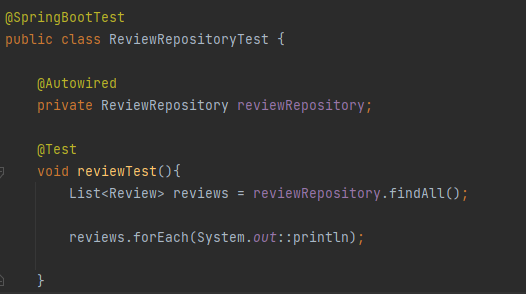 @SpringBootTest
public class ReviewRepositoryTest {
@Autowired
private ReviewRepository reviewRepository;
@Test
void reviewTest(){
List<Review> reviews = reviewRepository.findAll();
reviews.forEach(System.out::println);
}